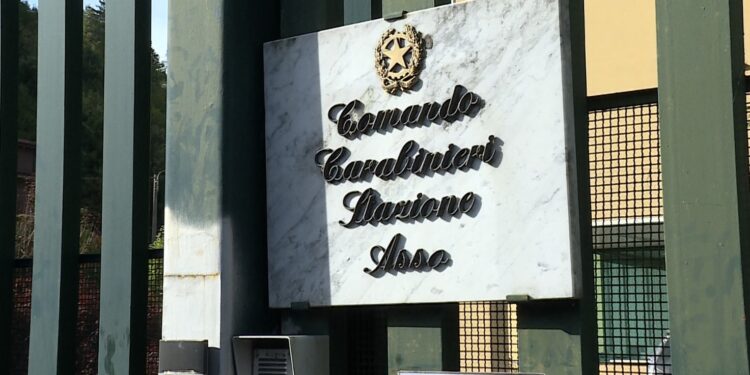 Comando
Carabinieri
Stazione
Asso